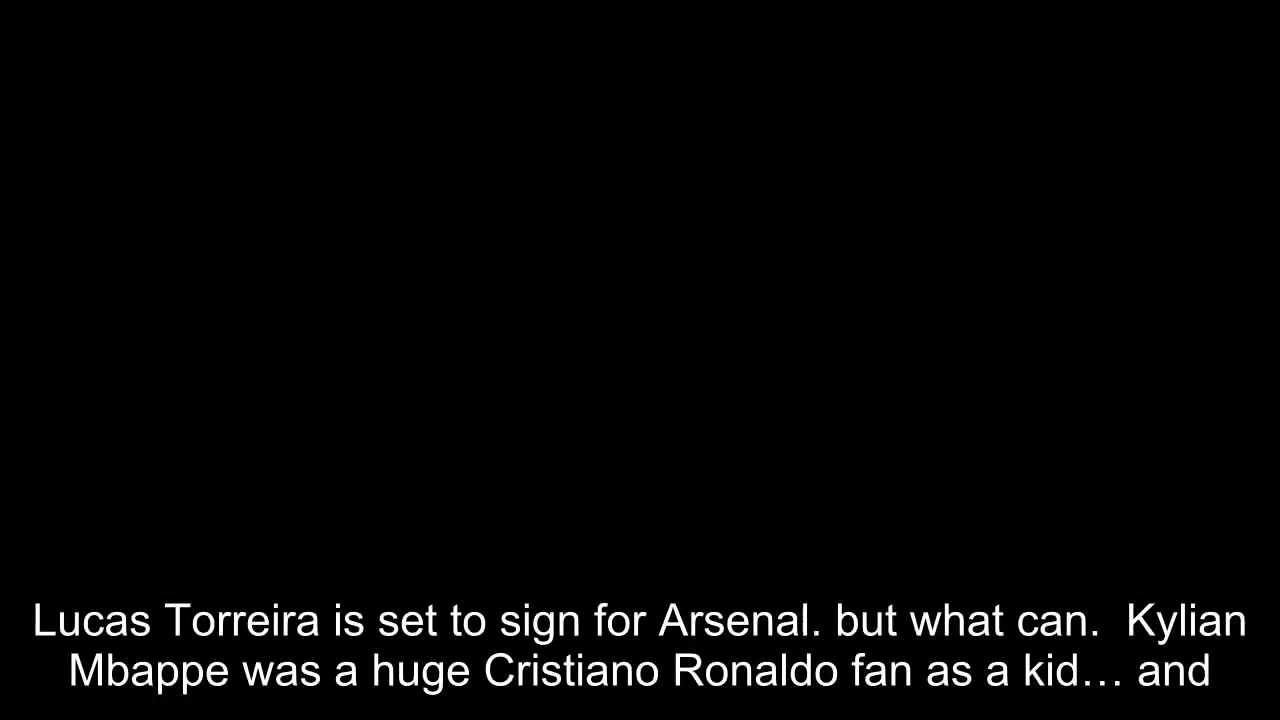 Lucas Torreira is set to sign for Arsenal. but what can.  Kylian
Mbappe was a huge Cristiano Ronaldo fan as a kid… and